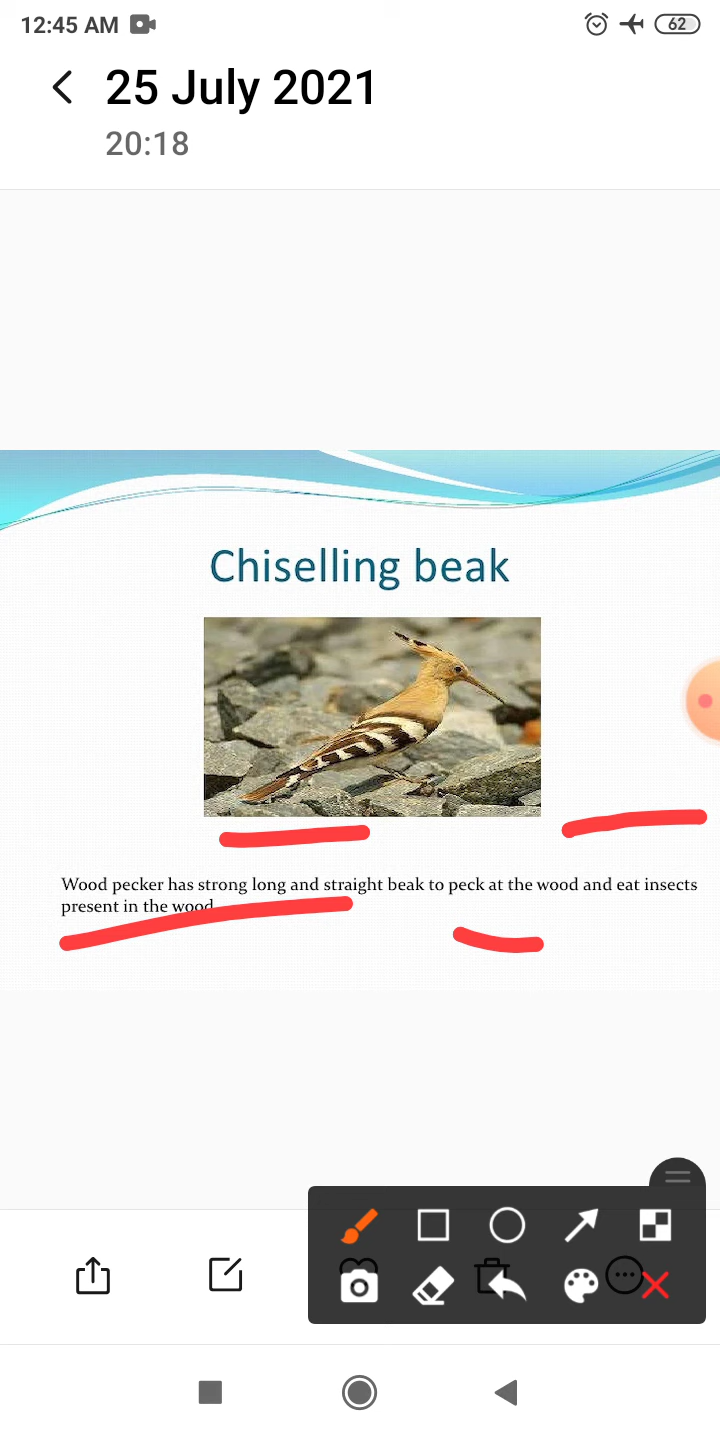 12:45 AM
62
25 July 2021
20:18
Chiselling beak
Wood pecker has strong long and straight beak to peck at the wood and eat insects
present in the wood